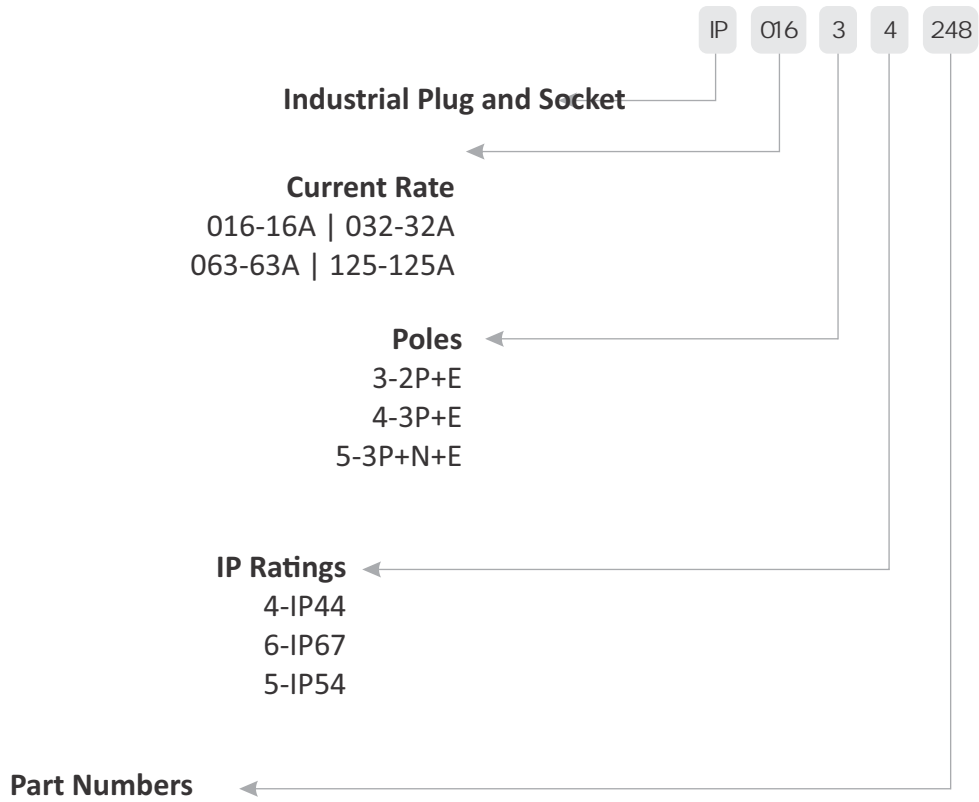 IP 016 3 4 248
Industrial Plug and Socket
Current Rate
016-16A | 032-32A
063-63A | 125-125A
Poles
3-2P+E
4-3P+E
5-3P+N+E
IP Ratings
4-IP44
6-IP67
5-IP54
Part Numbers